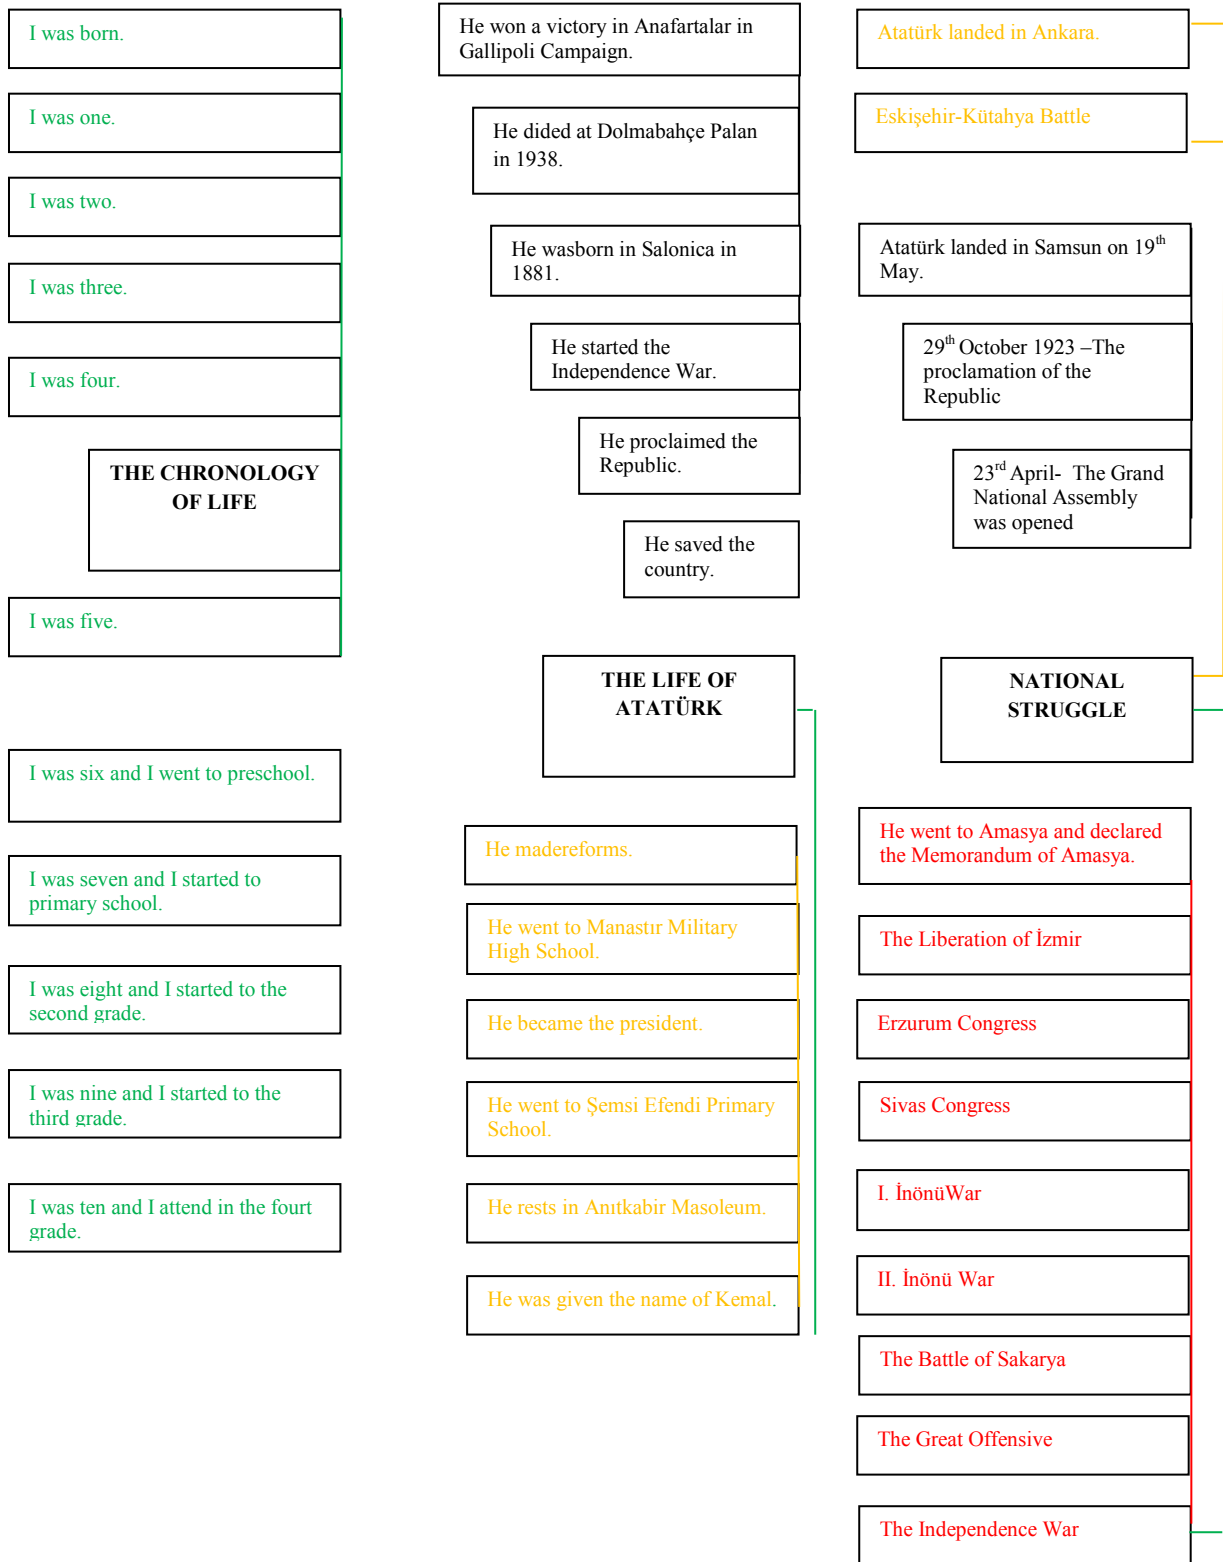 I was born.
I was one.
I was two.
I was three.
I was four.
THE CHRONOLOGY
OF LIFE
I was five.
I was six and I went to preschool.
I was seven and I started to
primary school.
I was eight and I started to the
second grade.
I was nine and I started to the
third grade.
I was ten and I attend in the fourt
grade.
He won a victory in Anafartalar in
Gallipoli Campaign.
He dided at Dolmabahçe Palan
in 1938.
He wasborn in Salonica in
1881.
He started the
Independence War.
He proclaimed the
Republic.
He saved the
country.
THE LIFE OF
ATATÜRK
He madereforms.
He went to Manastır Military
High School.
He became the president.
He went to Şemsi Efendi Primary
School.
He rests in Anıtkabir Masoleum.
He was given the name of Kemal.
Atatürk landed in Ankara.
Eskişehir-Kütahya Battle
Atatürk landed in Samsun on 19th
May.
29th October 1923 –The
proclamation of the
Republic
23rd April- The Grand
National Assembly
was opened
NATIONAL
STRUGGLE
He went to Amasya and declared
the Memorandum of Amasya.
The Liberation of İzmir
Erzurum Congress
Sivas Congress
I. İnönüWar
II. İnönü War
The Battle of Sakarya
The Great Offensive
The Independence War